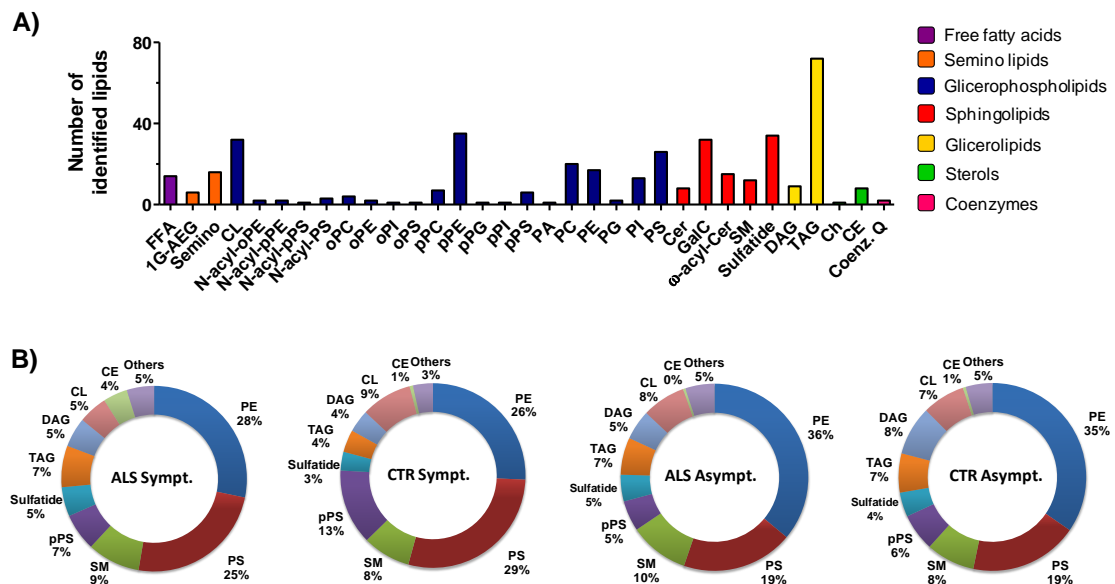 A)
Number of
identified lipids
80
40
0
FFA
1G-AEG
Semino
CL
N-acyl-oPE
N-acyl-pPE
N-acyl-pPS
N-acyl-PS
oPC
oPE
oPI
oPS
pPC
pPE
pPG
pPI
pPS
PA
PC
PE
PG
PI
PS
Cer
GalC
ω-acyl-Cer
SM
Sulfatide
DAG
TAG
Ch
CE
Coenz. Q
Free fatty acids
Semino lipids
Glicerophospholipids
Sphingolipids
Glicerolipids
Sterols
Coenzymes
B)
ALS Sympt.
PE
28%
PS
25%
SM
9%
pPS
7%
Sulfatide
5%
TAG
7%
DAG
5%
CL
5%
CE
4%
Others
5%
CTR Sympt.
PE
26%
PS
29%
SM
8%
pPS
13%
Sulfatide
3%
TAG
4%
DAG
4%
CL
9%
CE
1%
Others
3%
ALS Asympt.
PE
36%
PS
19%
SM
10%
pPS
5%
Sulfatide
5%
TAG
7%
DAG
5%
CL
8%
CE
0%
Others
5%
CTR Asympt.
PE
35%
PS
19%
SM
8%
pPS
6%
Sulfatide
4%
TAG
7%
DAG
8%
CL
7%
CE
1%
Others
5%